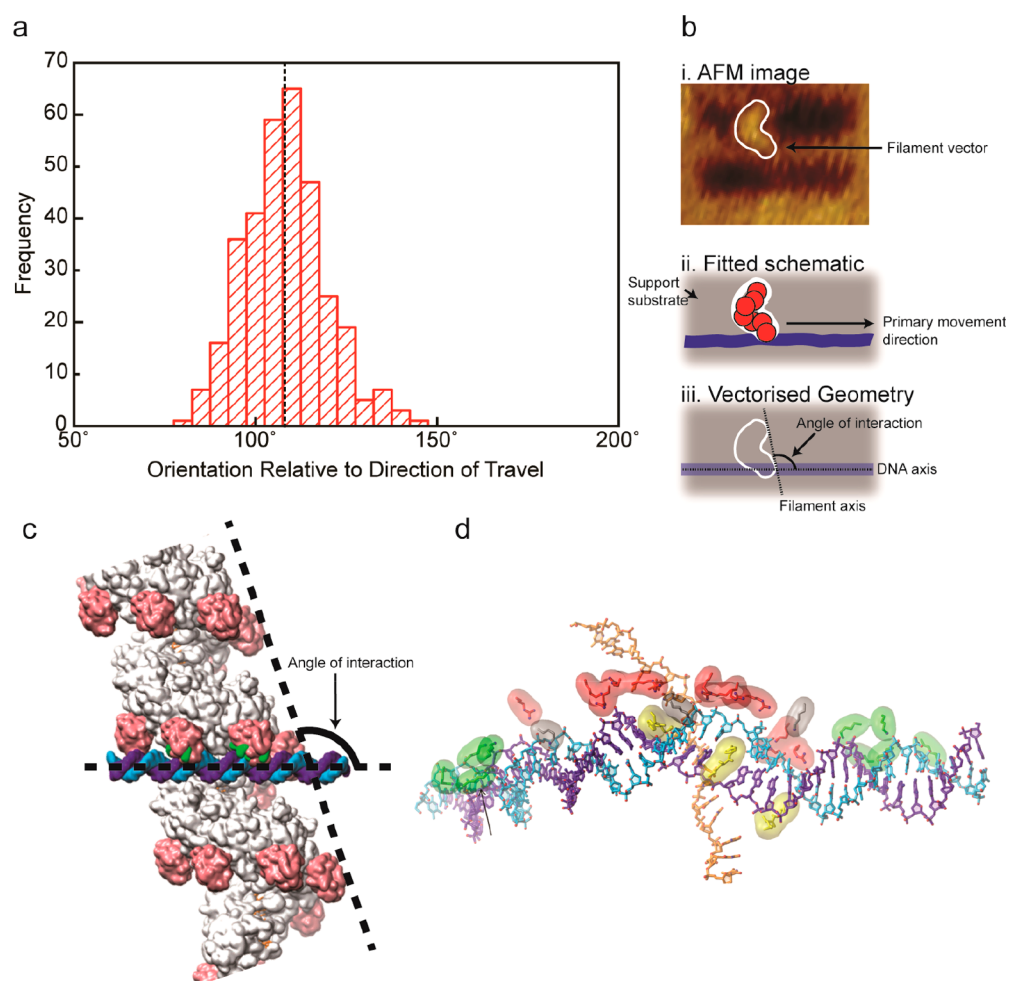 a
70
60
50
40
30
20
10
0
Frequency
50°
100°
150°
200°
Orientation Relative to Direction of Travel
b
i. AFM image
Filament vector
ii. Fitted schematic
Support
substrate
Primary movement
direction
iii. Vectorised Geometry
Angle of interaction
DNA axis
Filament axis
c
Angle of interaction
d